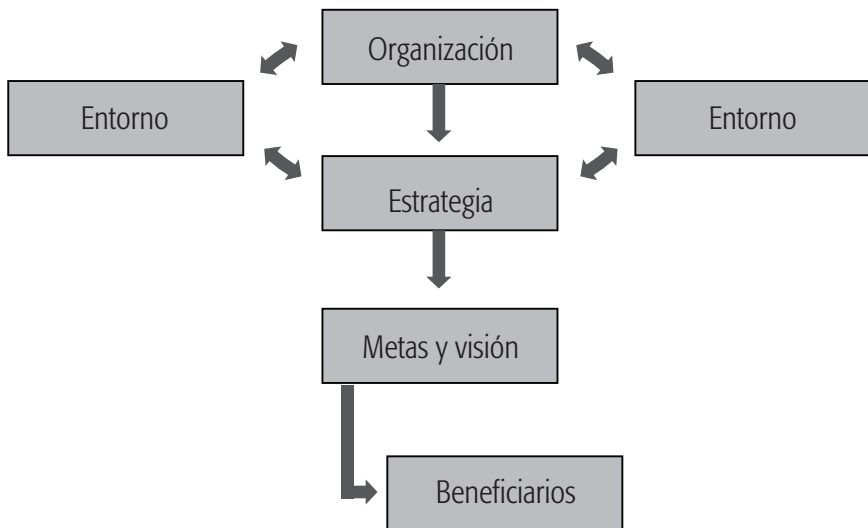 Organización
Entorno
Entorno
Estrategia
Metas y visión
Beneficiarios